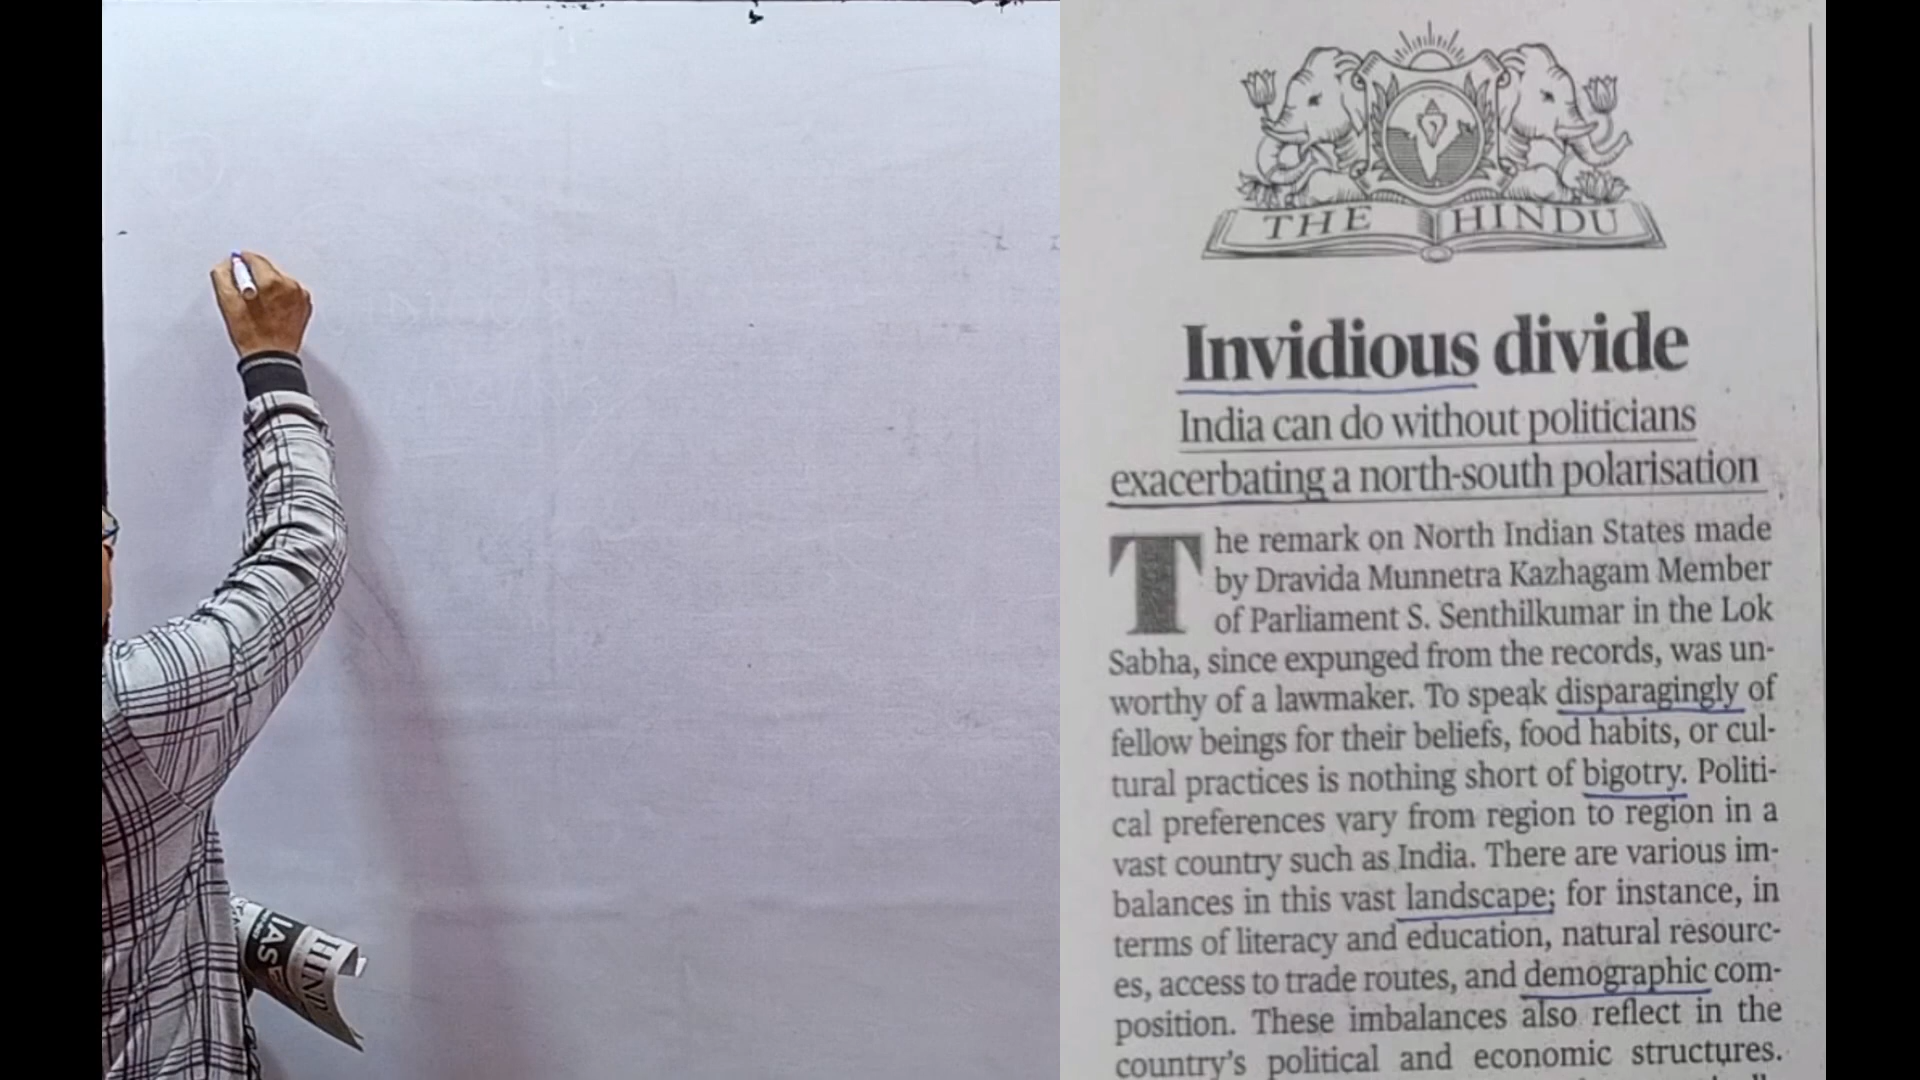 IAS
HIND
THE HINDU
Invidious divide
India can do without politicians
exacerbating a north-south polarisation
The remark on North Indian States made
by Dravida Munnetra Kazhagam Member
of Parliament S. Senthilkumar in the Lok
Sabha, since expunged from the records, was un-
worthy of a lawmaker. To speak disparagingly of
fellow beings for their beliefs, food habits, or cul-
tural practices is nothing short of bigotry. Politi-
cal preferences vary from region to region in a
vast country such as India. There are various im-
balances in this vast landscape; for instance, in
terms of literacy and education, natural resourc-
es, access to trade routes, and demographic com-
position. These imbalances also reflect in the
country's political and economic structures.